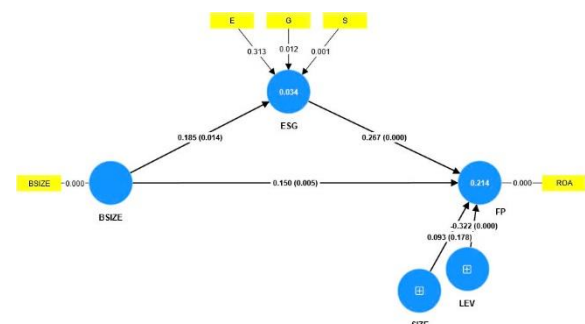 E G S
0.313 0.012 0.001
0.034
ESG
0.185 (0.014) 0.267 (0.000)
BSIZE 0.000 0.150 (0.005) 0.214 0.000 ROA
BSIZE FP
-0.322 (0.000)
0.093 (0.178)
LEV
SIZE